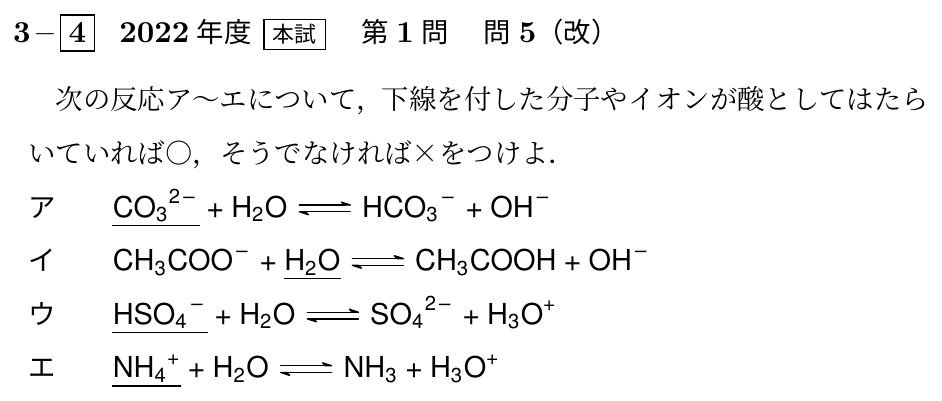 3－4 2022年度 本試 第1問 問5（改）
次の反応ア〜エについて，下線を付した分子やイオンが酸としてはたら
いていれば○，そうでなければ×をつけよ．
ア CO₃²⁻ + H₂O ⇌ HCO₃⁻ + OH⁻
イ CH₃COO⁻ + H₂O ⇌ CH₃COOH + OH⁻
ウ HSO₄⁻ + H₂O ⇌ SO₄²⁻ + H₃O⁺
エ NH₄⁺ + H₂O ⇌ NH₃ + H₃O⁺